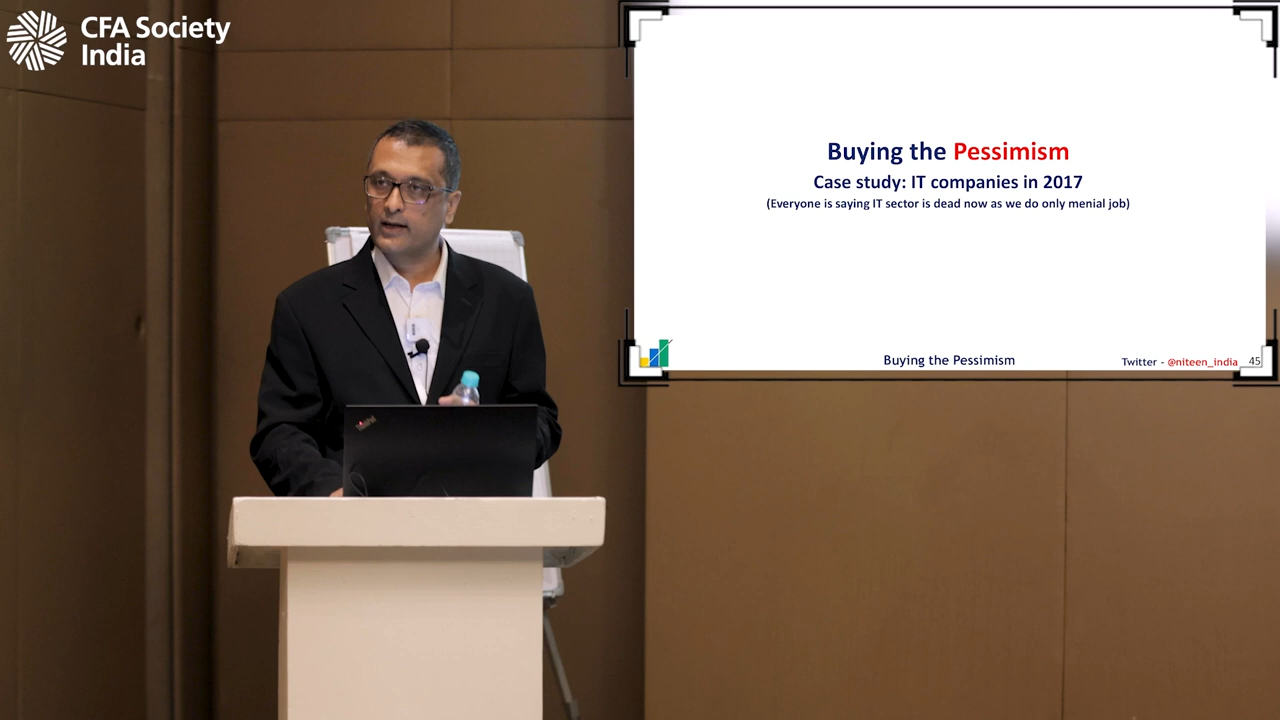 CFA Society
India
Buying the Pessimism
Case study: IT companies in 2017
(Everyone is saying IT sector is dead now as we do only menial job)
Buying the Pessimism
Twitter - @niteen_india
45
ThinkPad